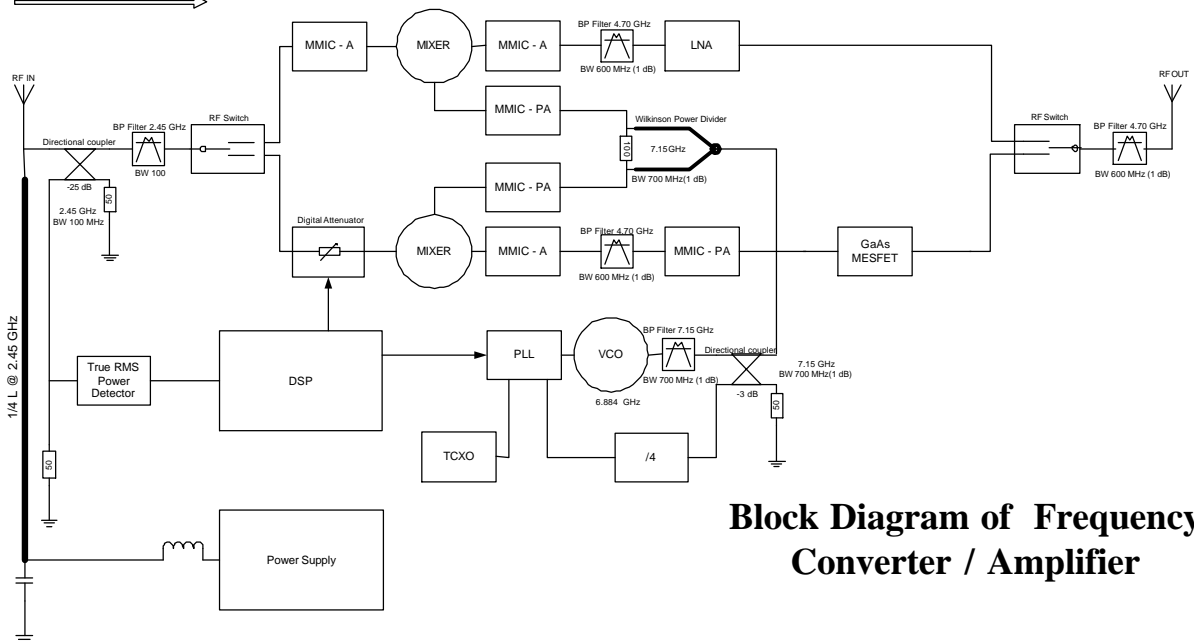 MMIC - A
MIXER
MMIC - A
BP Filter 4.70 GHz
BW 600 MHz (1 dB)
LNA
RF IN
RF OUT
MMIC - PA
Wilkinson Power Divider
100
7.15GHz
BW 700 MHz(1 dB)
Directional coupler
-25 dB
2.45 GHz
BW 100 MHz
50
BP Filter 2.45 GHz
BW 100
RF Switch
RF Switch
BP Filter 4.70 GHz
BW 600 MHz (1 dB)
MMIC - PA
Digital Attenuator
MIXER
MMIC - A
BP Filter 4.70 GHz
BW 600 MHz (1 dB)
MMIC - PA
GaAs
MESFET
1/4 L @ 2.45 GHz
True RMS
Power
Detector
DSP
PLL
VCO
6.884 GHz
BP Filter 7.15 GHz
BW 700 MHz (1 dB)
Directional coupler
-3 dB
7.15 GHz
BW 700 MHz(1 dB)
50
50
TCXO
/4
Power Supply
Block Diagram of Frequency
Converter / Amplifier